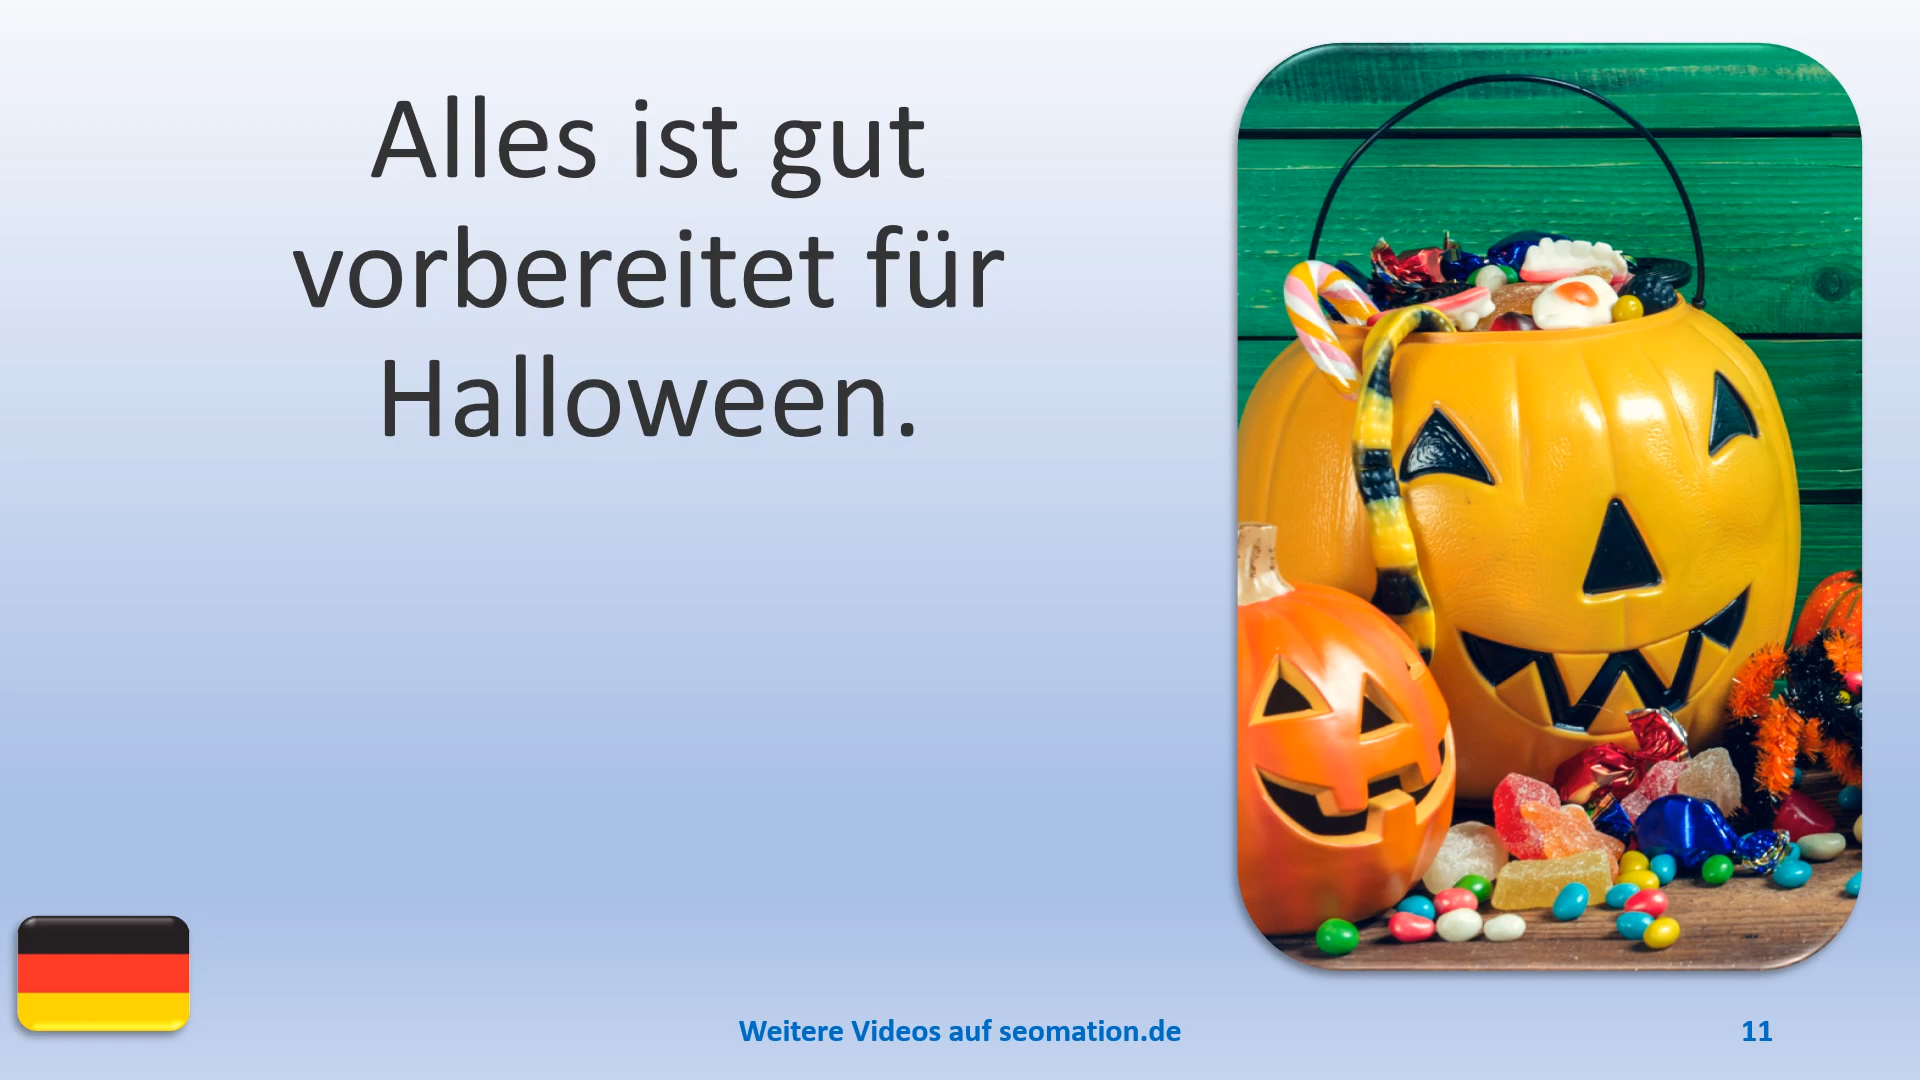 Alles ist gut
vorbereitet für
Halloween.
Weitere Videos auf seomation.de
11